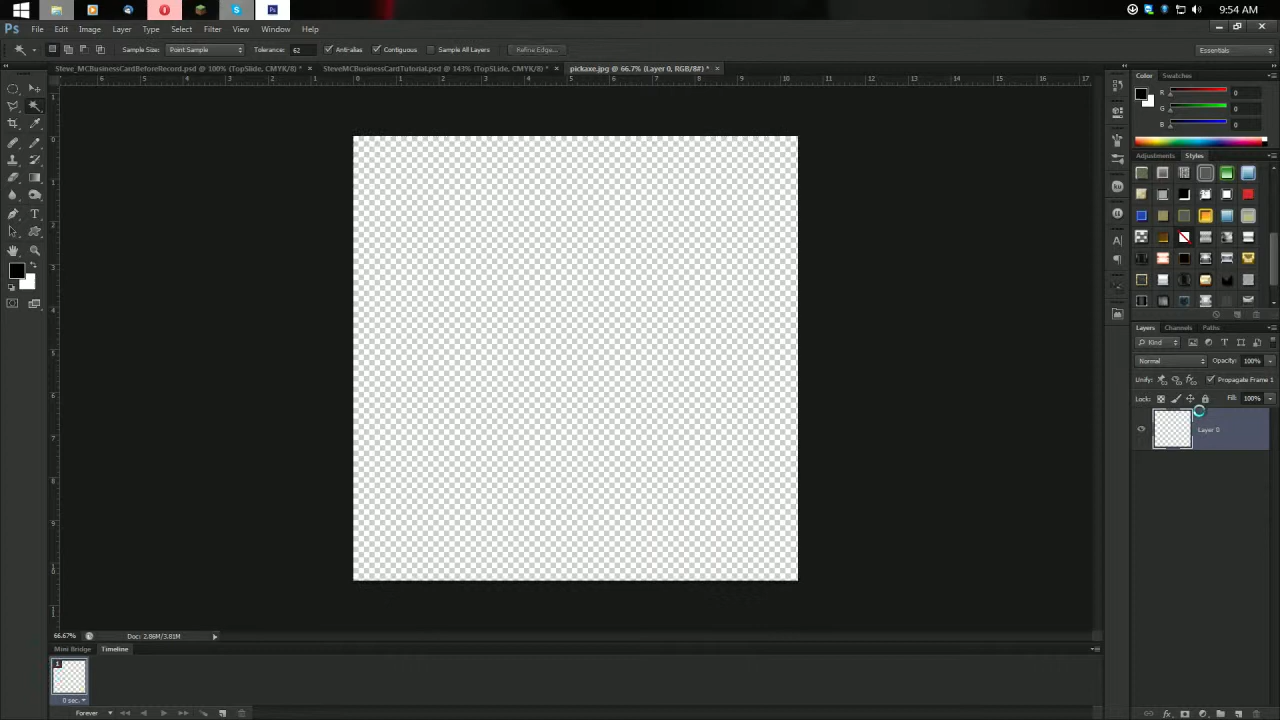 9:54 AM
Ps File Edit Image Layer Type Select Filter View Window Help
Sample Size: Point Sample Tolerance: 62 Anti-alias Contiguous Sample All Layers Refine Edge... Essentials
Steve_MCBusinessCardBeforeRecord.psd @ 100% (TopSlide, CMYK/8) * × SteveMCBusinessCardTutorial.psd @ 143% (TopSLide, CMYK/8) * × pickaxe.jpg @ 66.7% (Layer 0, RGB/8#) * ×
Color Swatches
R 0
G 0
B 0
Adjustments Styles
Layers Channels Paths
Kind
Normal Opacity: 100%
Unify: Propagate Frame 1
Lock: Fill: 100%
Layer 0
66.67% Doc: 2.86M/3.81M
Mini Bridge Timeline
1
0 sec.
Forever